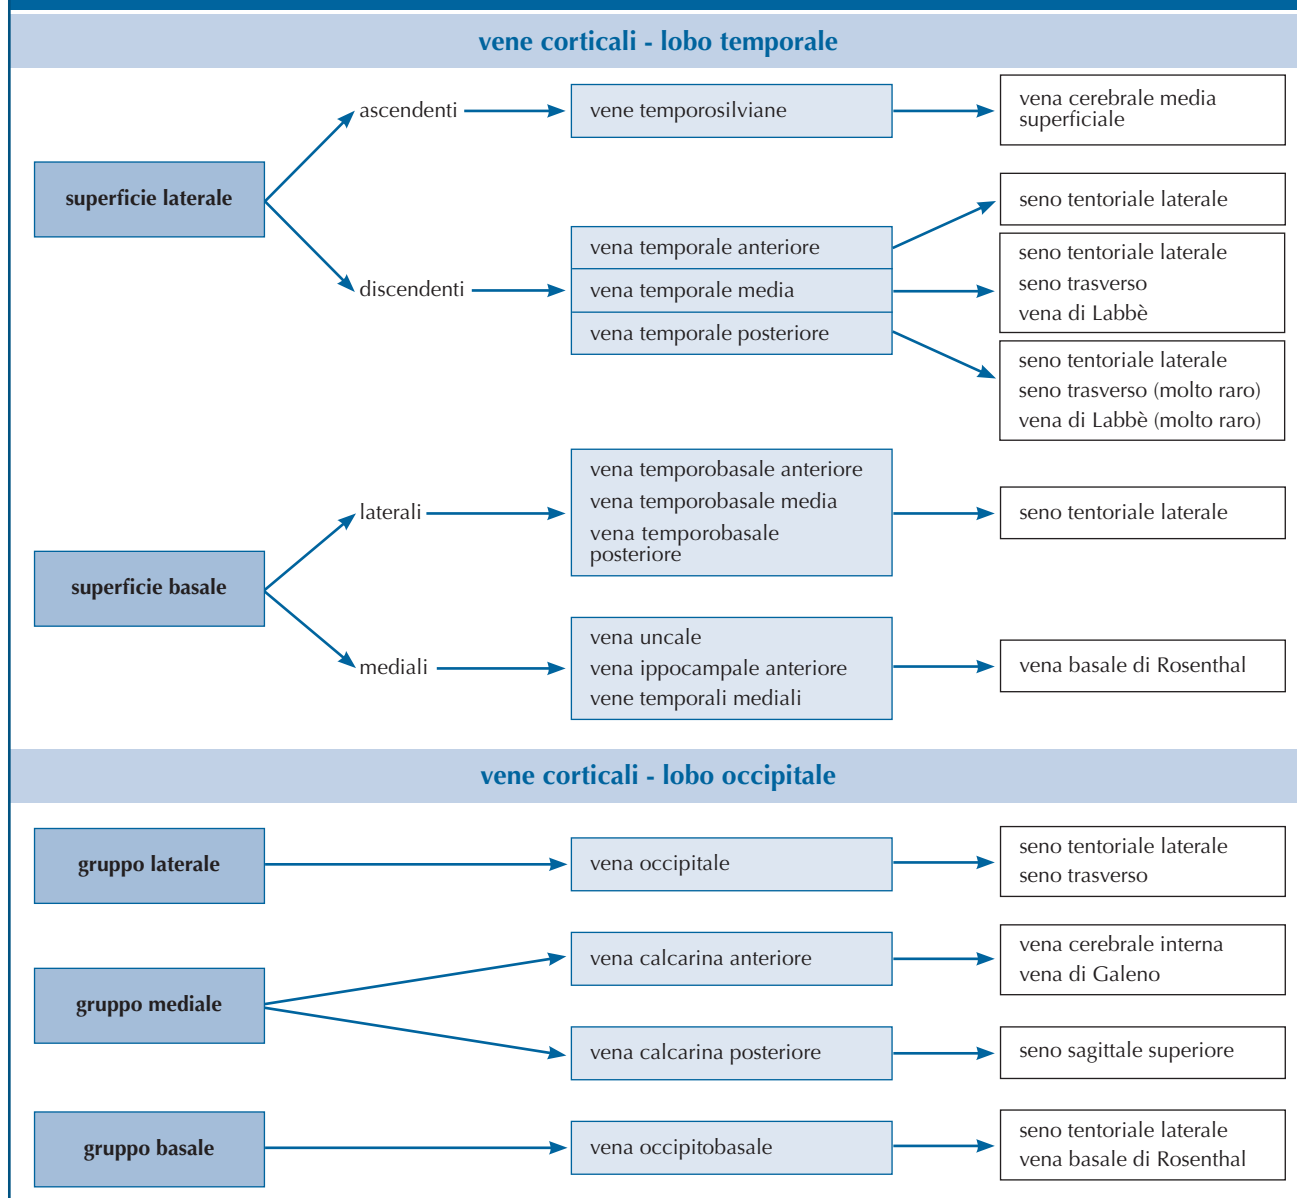 vene corticali - lobo temporale
superficie laterale
ascendenti
vene temporosilviane
vena cerebrale media
superficiale
discendenti
vena temporale anteriore
seno tentoriale laterale
vena temporale media
seno tentoriale laterale
seno trasverso
vena di Labbè
vena temporale posteriore
seno tentoriale laterale
seno trasverso (molto raro)
vena di Labbè (molto raro)
superficie basale
laterali
vena temporobasale anteriore
vena temporobasale media
vena temporobasale
posteriore
seno tentoriale laterale
mediali
vena uncale
vena ippocampale anteriore
vene temporali mediali
vena basale di Rosenthal
vene corticali - lobo occipitale
gruppo laterale
vena occipitale
seno tentoriale laterale
seno trasverso
gruppo mediale
vena calcarina anteriore
vena cerebrale interna
vena di Galeno
vena calcarina posteriore
seno sagittale superiore
gruppo basale
vena occipitobasale
seno tentoriale laterale
vena basale di Rosenthal